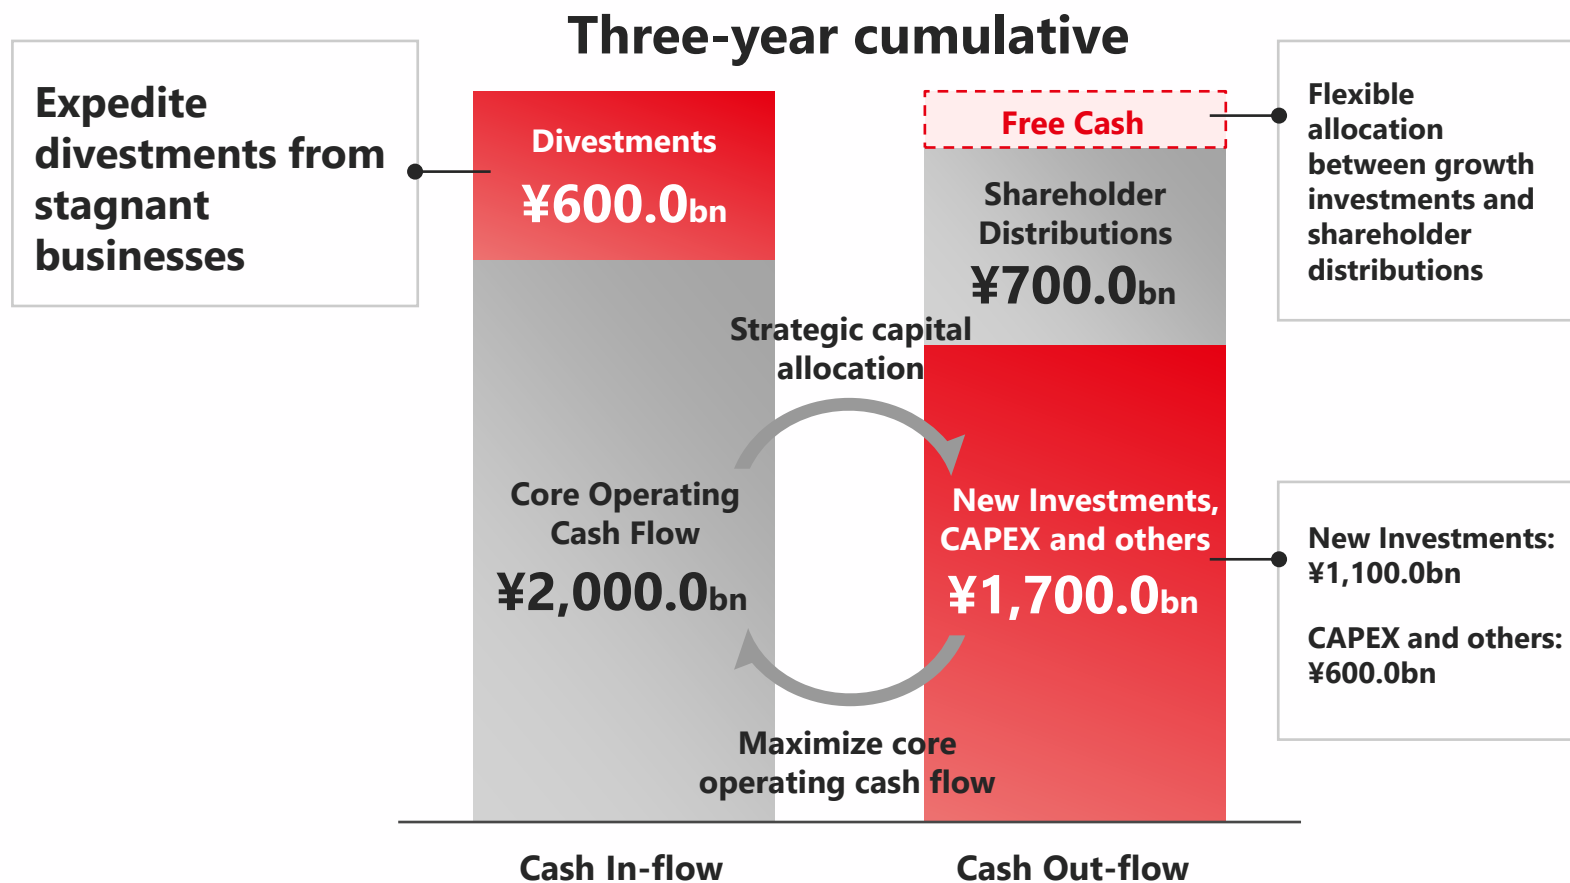 Three-year cumulative
Expedite
divestments from
stagnant
businesses
Divestments
¥600.0bn
Core Operating
Cash Flow
¥2,000.0bn
Strategic capital
allocation
Maximize core
operating cash flow
Free Cash
Shareholder
Distributions
¥700.0bn
New Investments,
CAPEX and others
¥1,700.0bn
Flexible
allocation
between growth
investments and
shareholder
distributions
New Investments:
¥1,100.0bn
CAPEX and others:
¥600.0bn
Cash In-flow
Cash Out-flow